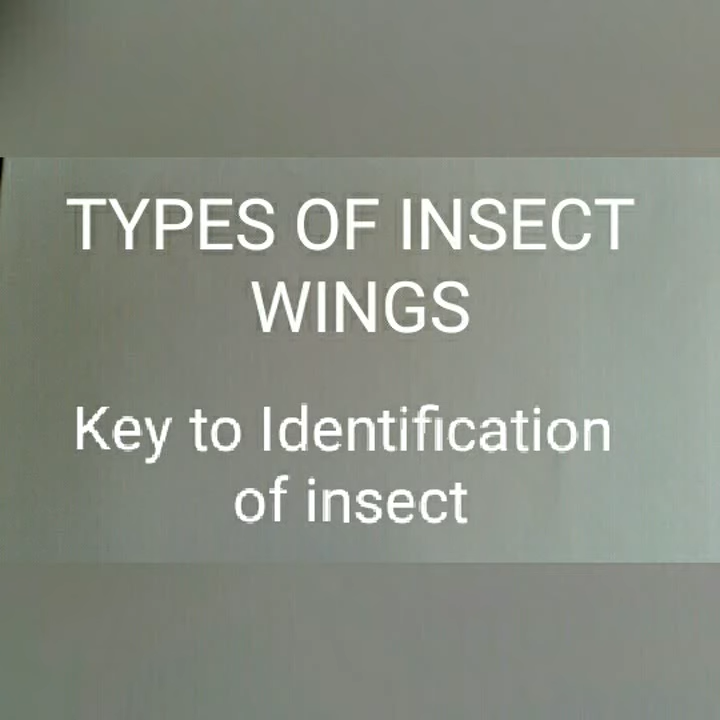 TYPES OF INSECT
WINGS
Key to Identification
of insect